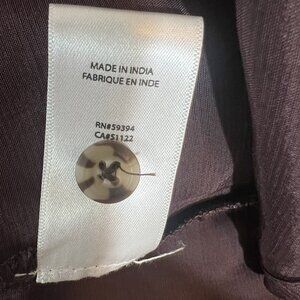 MADE IN INDIA
FABRIQUE EN INDE
RN#59394
CA#51122